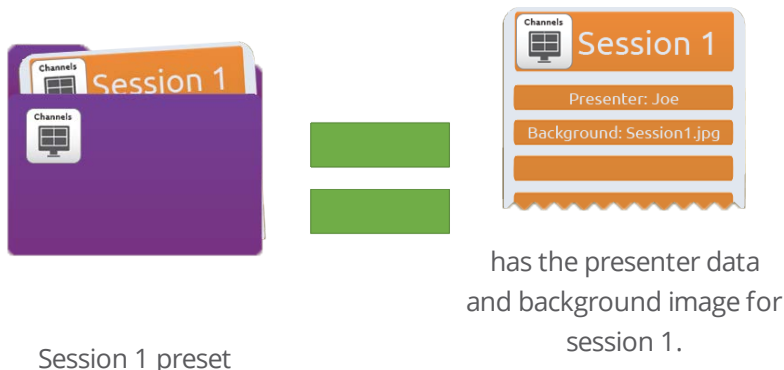 Channels
Session 1
Channels
Session 1 preset
Channels
Session 1
Presenter: Joe
Background: Session1.jpg
has the presenter data
and background image for
session 1.